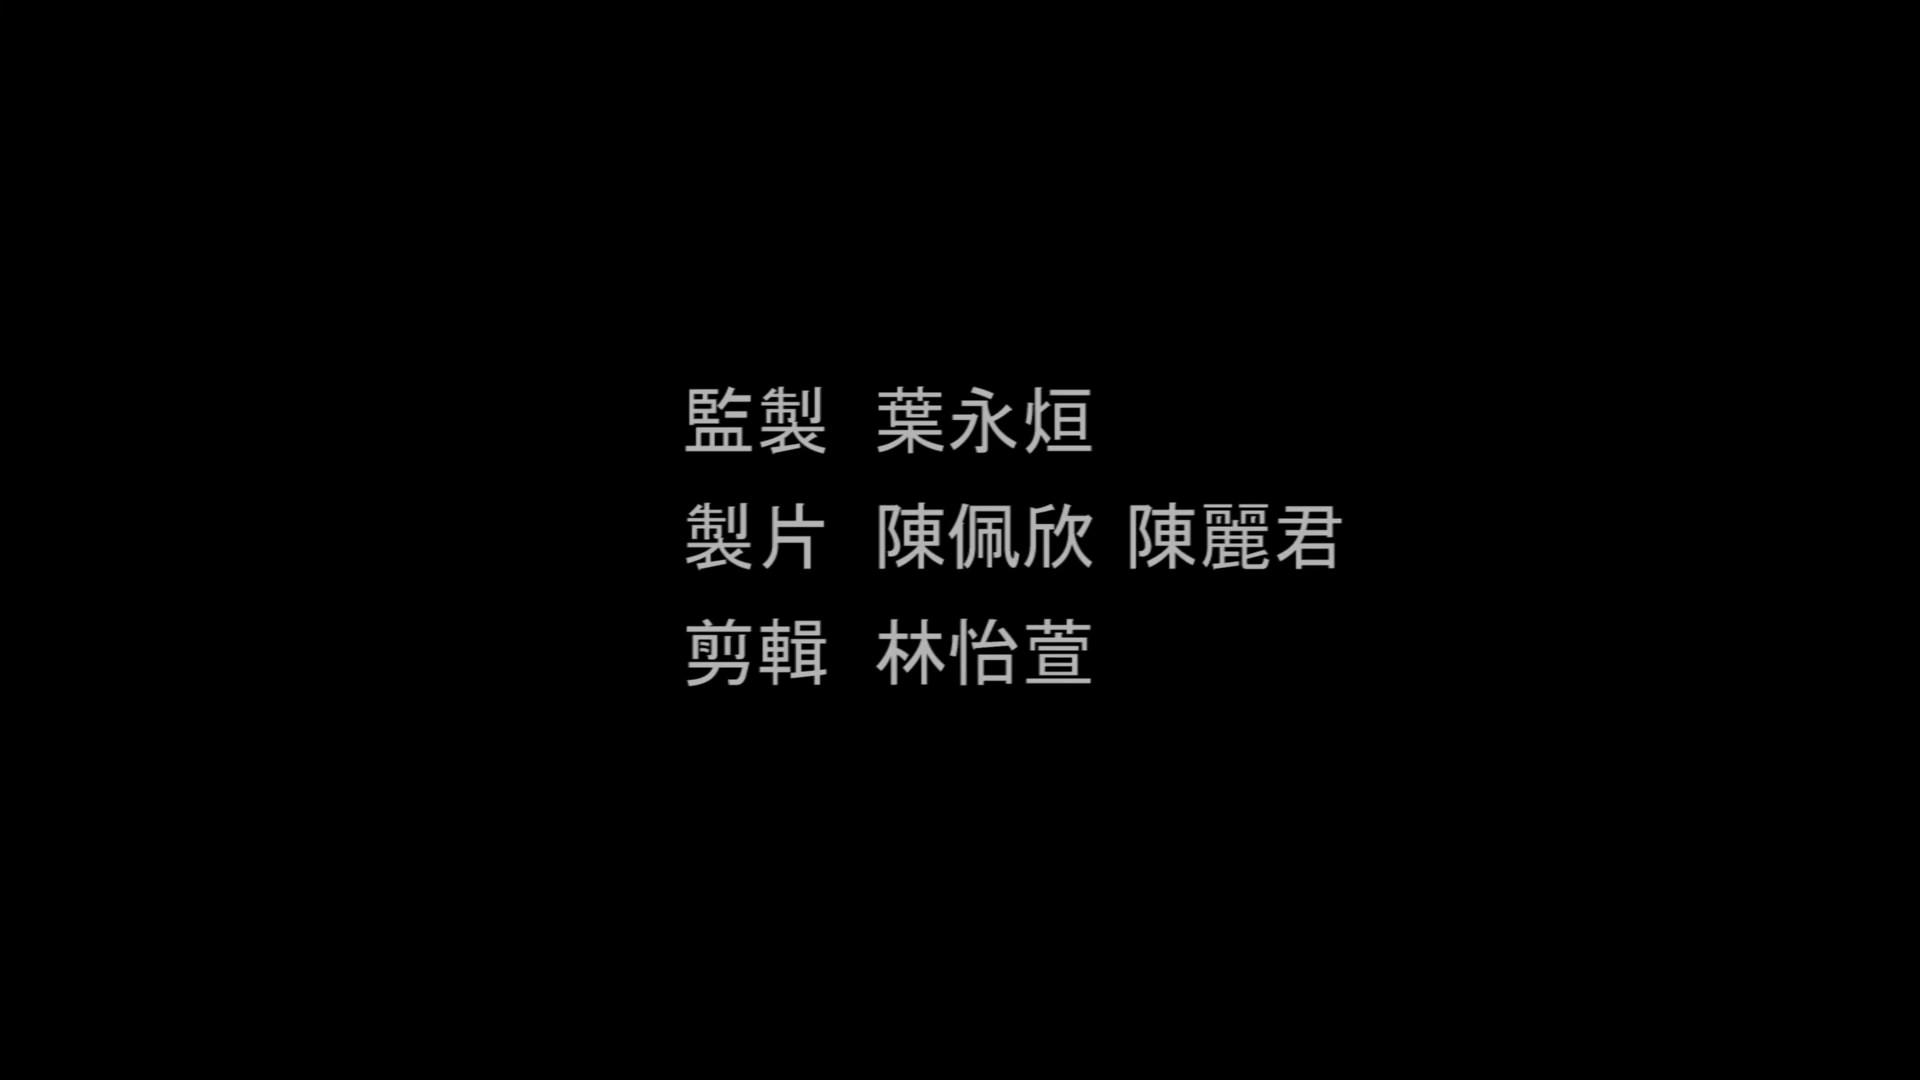 監製 葉永烜
製片 陳佩欣 陳麗君
剪輯 林怡萱